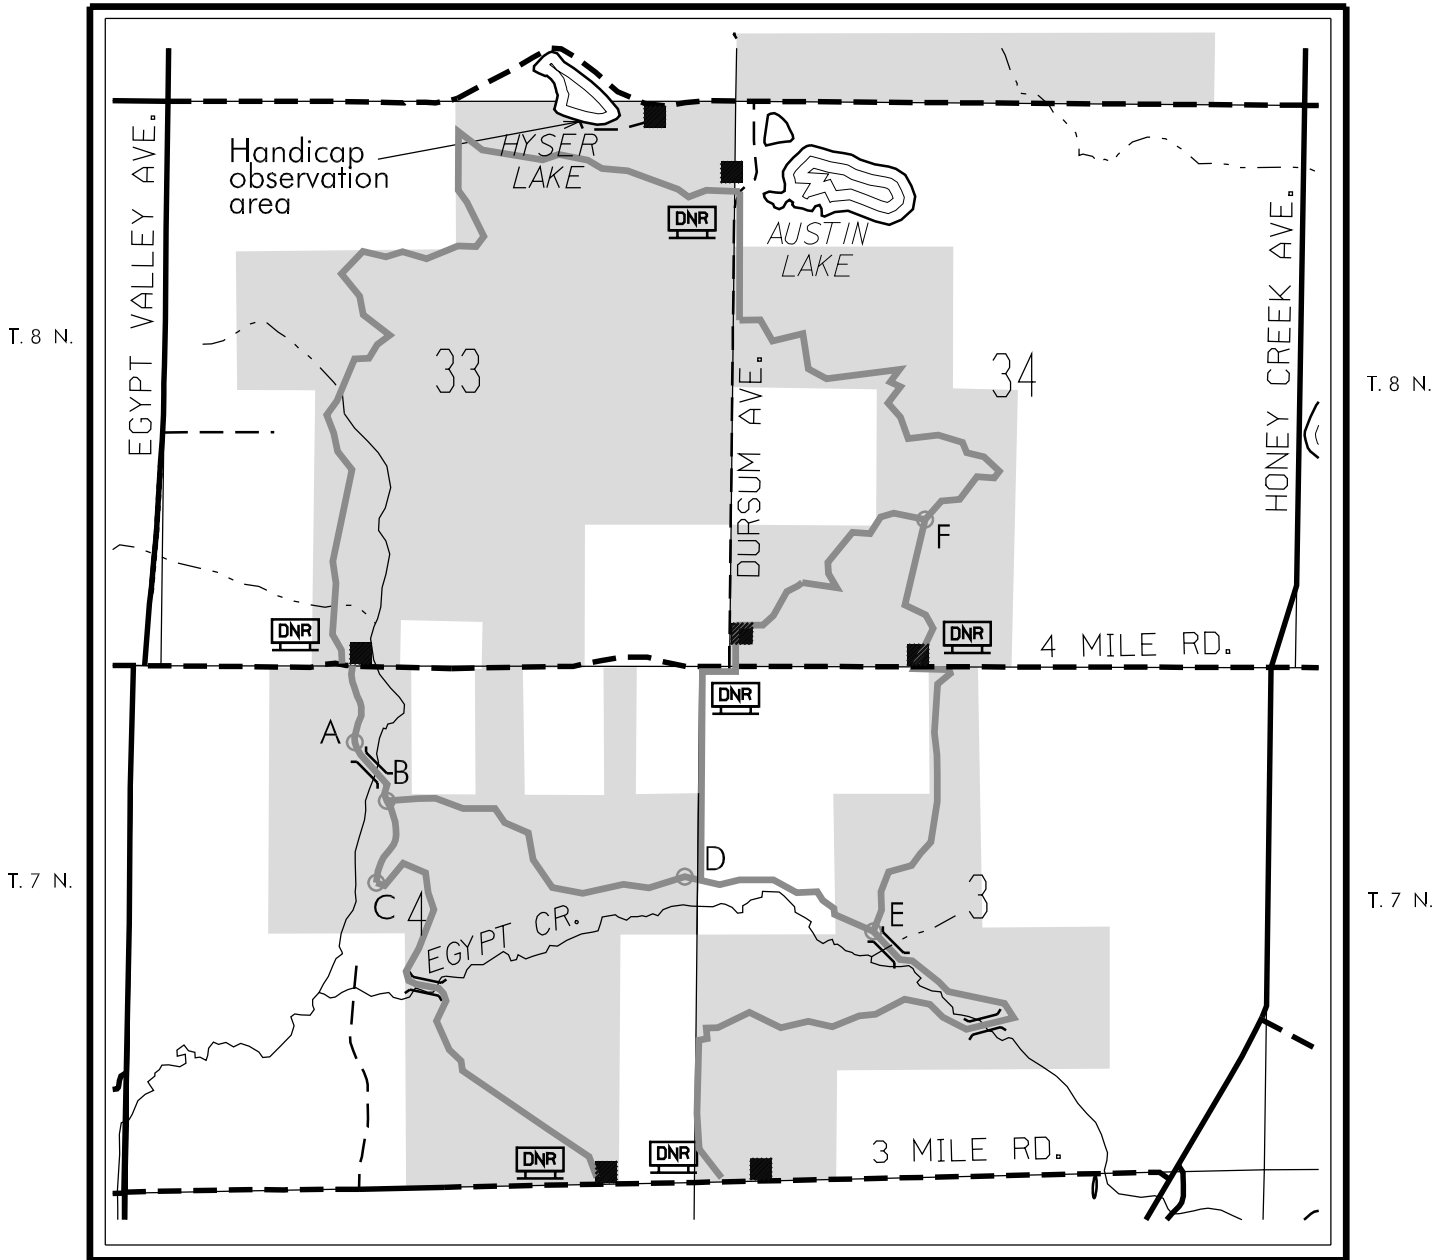 Handicap
observation
area
HYSER
LAKE
DNR
AUSTIN
LAKE
EGYPT VALLEY AVE.
HONEY CREEK AVE.
T. 8 N.
33
34
T. 8 N.
DURSUM AVE.
F
DNR
DNR
4 MILE RD.
DNR
A
B
D
T. 7 N.
C
4
E
3
T. 7 N.
EGYPT CR.
DNR
DNR
3 MILE RD.